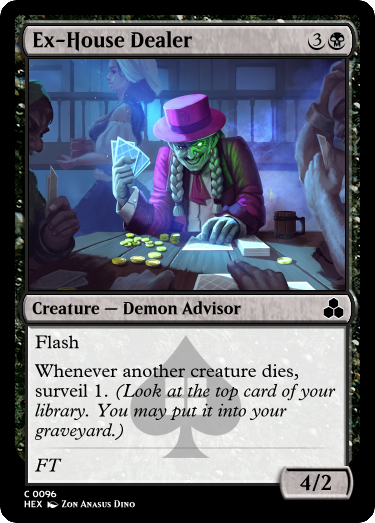 Ex-House Dealer 3
Creature — Demon Advisor
Flash
Whenever another creature dies,
surveil 1. (Look at the top card of your
library. You may put it into your
graveyard.)
FT
4/2
C 0096
HEX Zon Anasus Dino